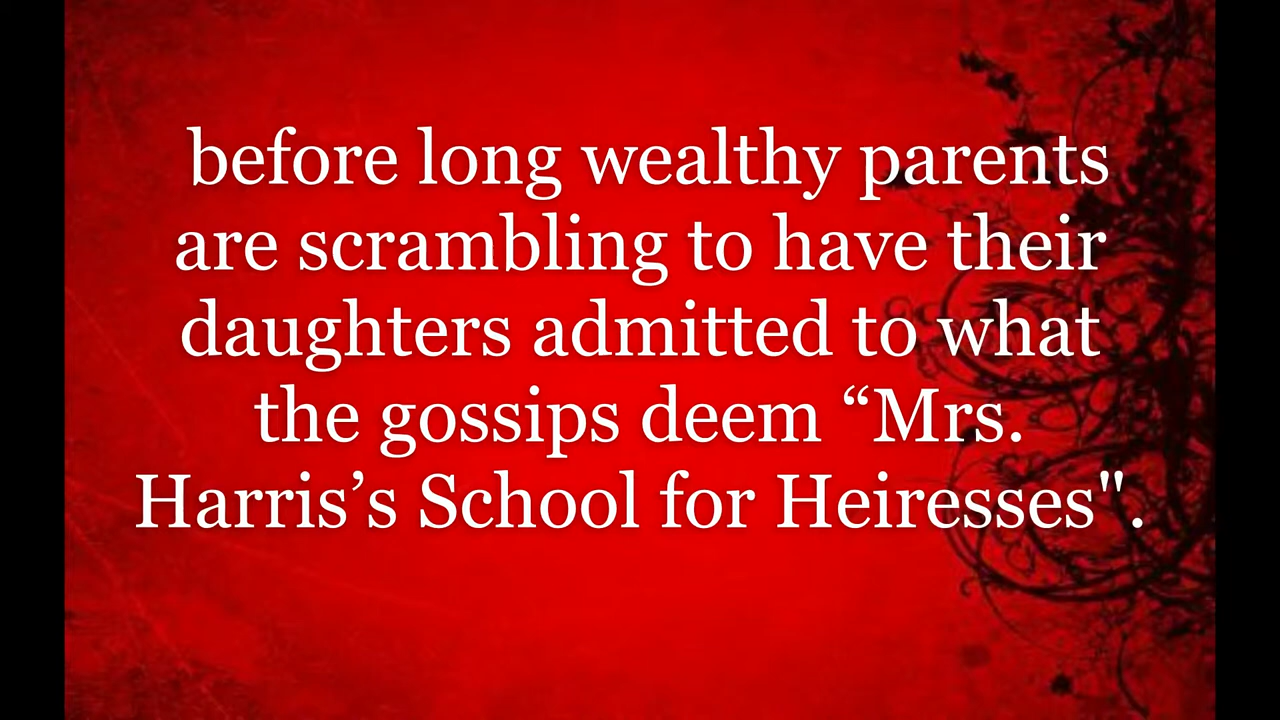 before long wealthy parents
are scrambling to have their
daughters admitted to what
the gossips deem “Mrs.
Harris’s School for Heiresses".